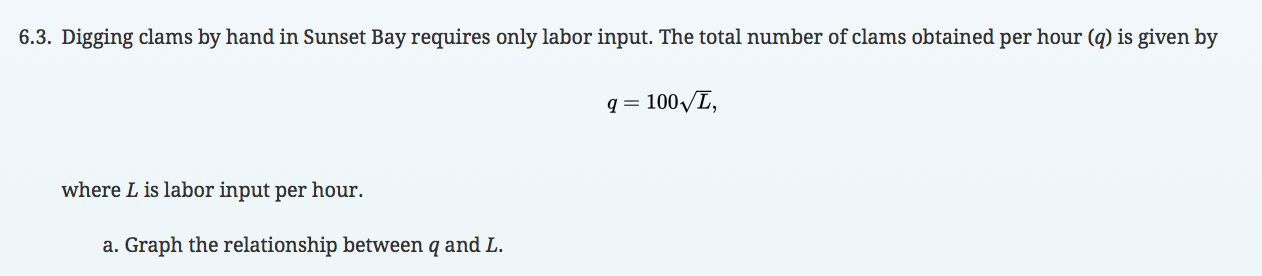 6.3. Digging clams by hand in Sunset Bay requires only labor input. The total number of clams obtained per hour (q) is given by
q = 100√L,
where L is labor input per hour.
a. Graph the relationship between q and L.